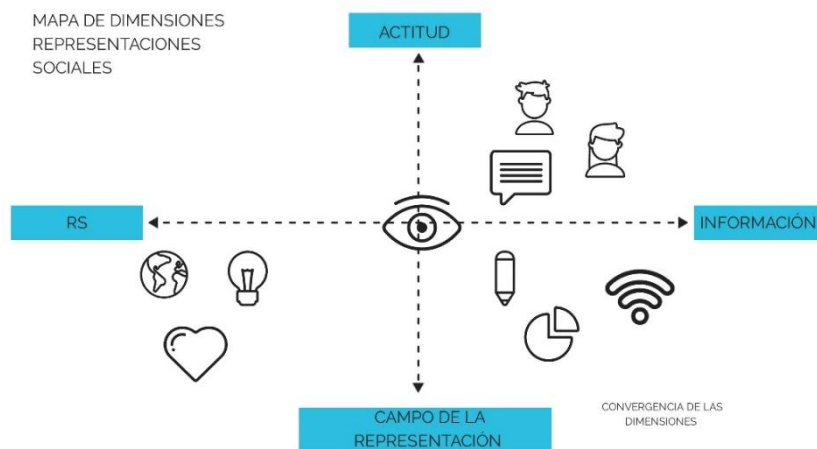 MAPA DE DIMENSIONES
REPRESENTACIONES
SOCIALES
ACTITUD
RS
INFORMACIÓN
CAMPO DE LA
REPRESENTACIÓN
CONVERGENCIA DE LAS
DIMENSIONES